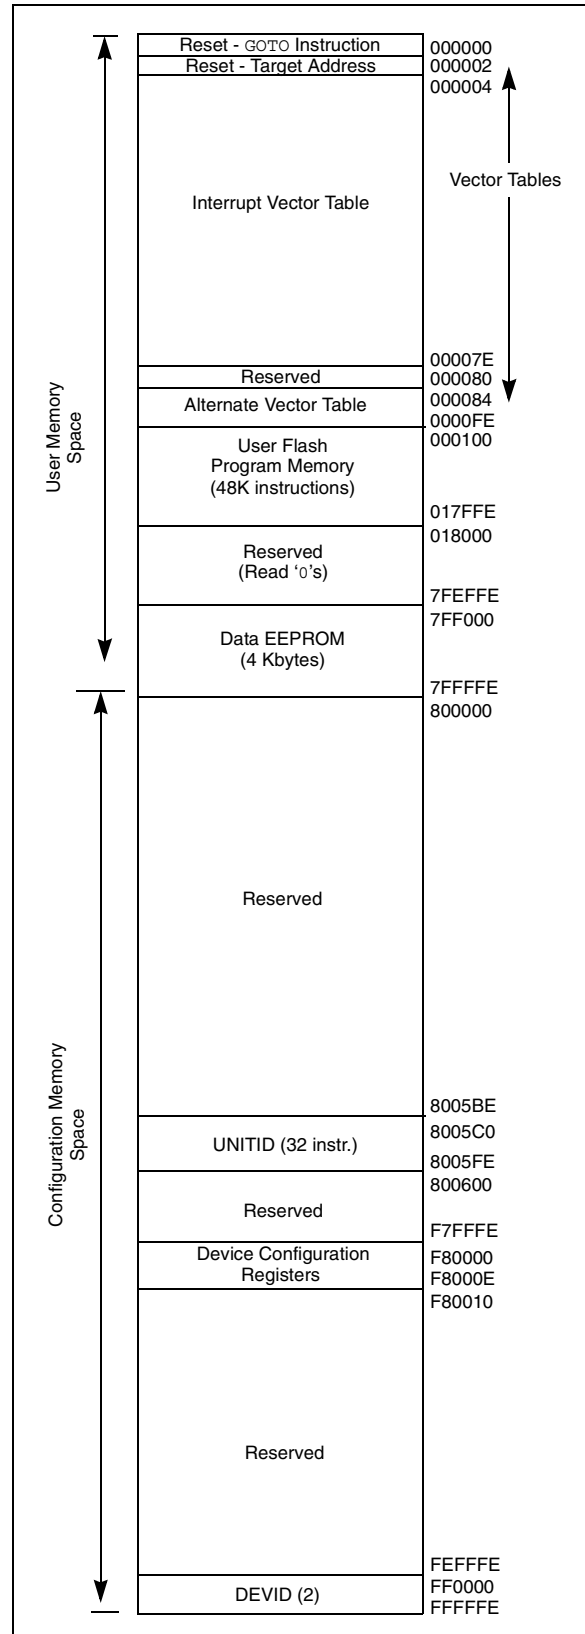 Reset - GOTO Instruction
000000
Reset - Target Address
000002
000004
Vector Tables
Interrupt Vector Table
00007E
Reserved
000080
Alternate Vector Table
000084
0000FE
User Flash
000100
Program Memory
(48K instructions)
017FFE
018000
Reserved
(Read ‘0’s)
7FEFFE
7FF000
Data EEPROM
(4 Kbytes)
7FFFFE
800000
User Memory
Space
Reserved
8005BE
8005C0
UNITID (32 instr.)
8005FE
800600
Reserved
F7FFFE
Device Configuration
Registers
F80000
F8000E
F80010
Configuration Memory
Space
Reserved
FEFFFE
FF0000
DEVID (2)
FFFFFE